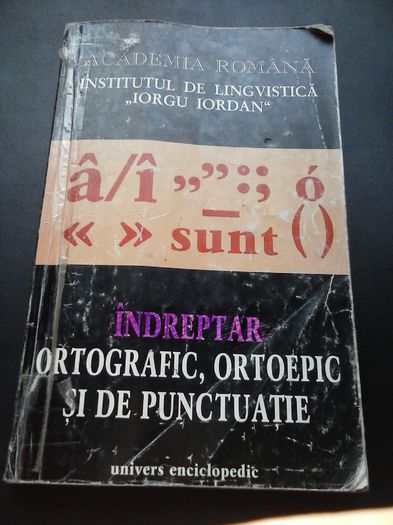 ACADEMIA ROMÂNĂ
INSTITUTUL DE LINGVISTICĂ
„IORGU IORDAN“
â/î „” – : ; ó
« » sunt ()
ÎNDREPTAR
ORTOGRAFIC, ORTOEPIC
ȘI DE PUNCTUAȚIE
univers enciclopedic